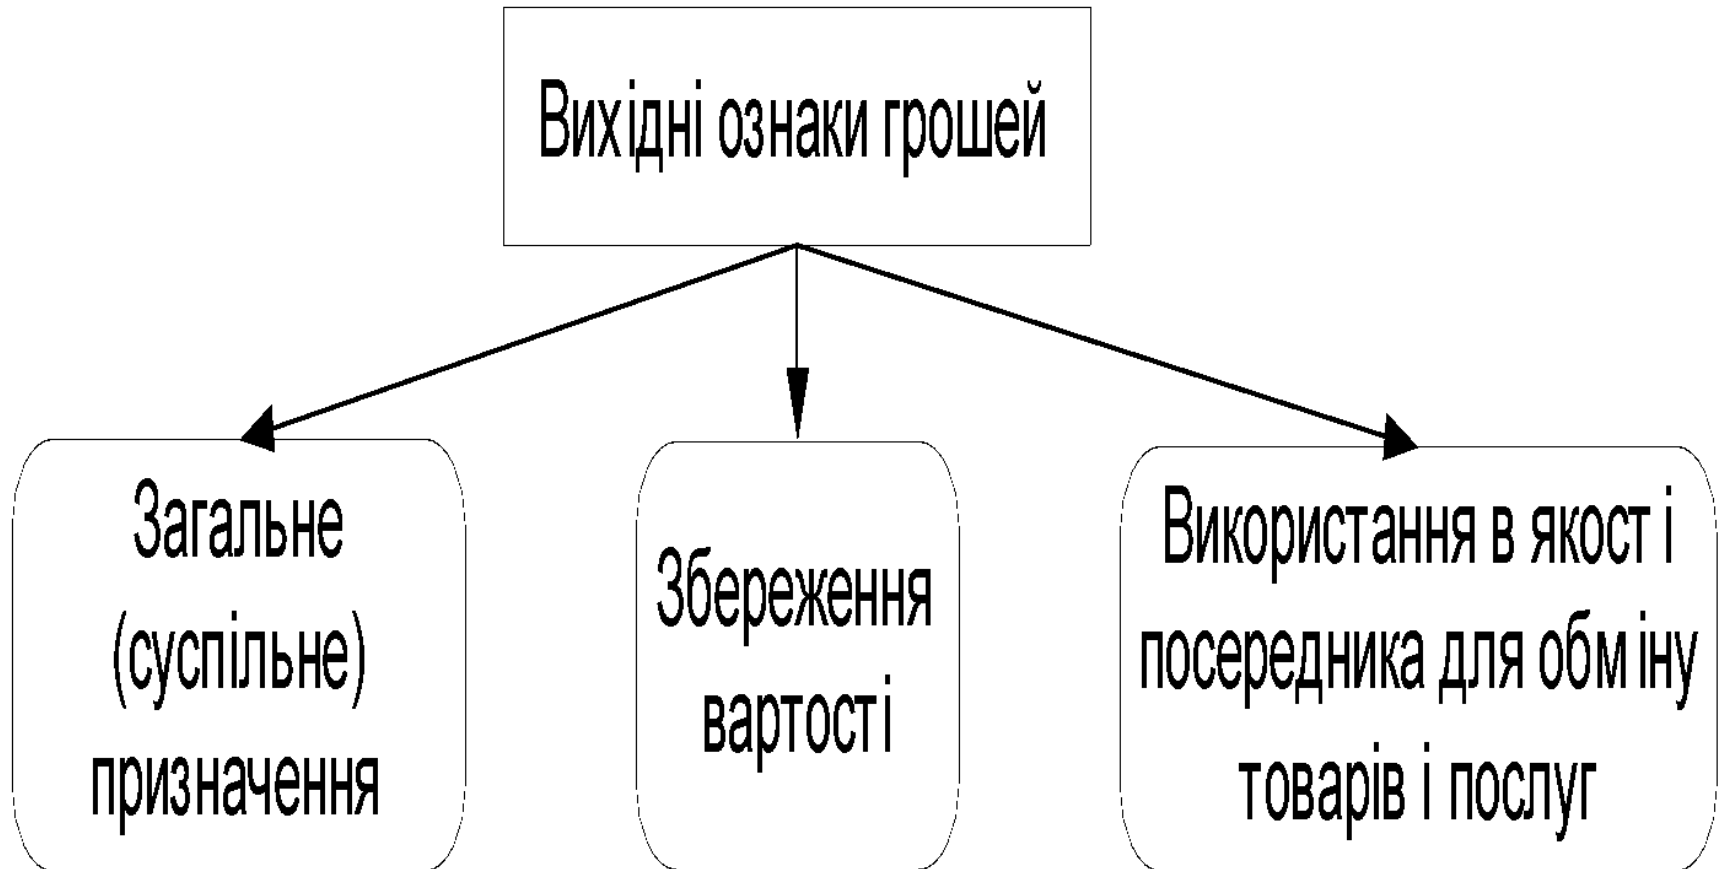 Вихідні ознаки грошей
Загальне
(суспільне)
призначення
Збереження
вартості
Використання в якості
посередника для обміну
товарів і послуг